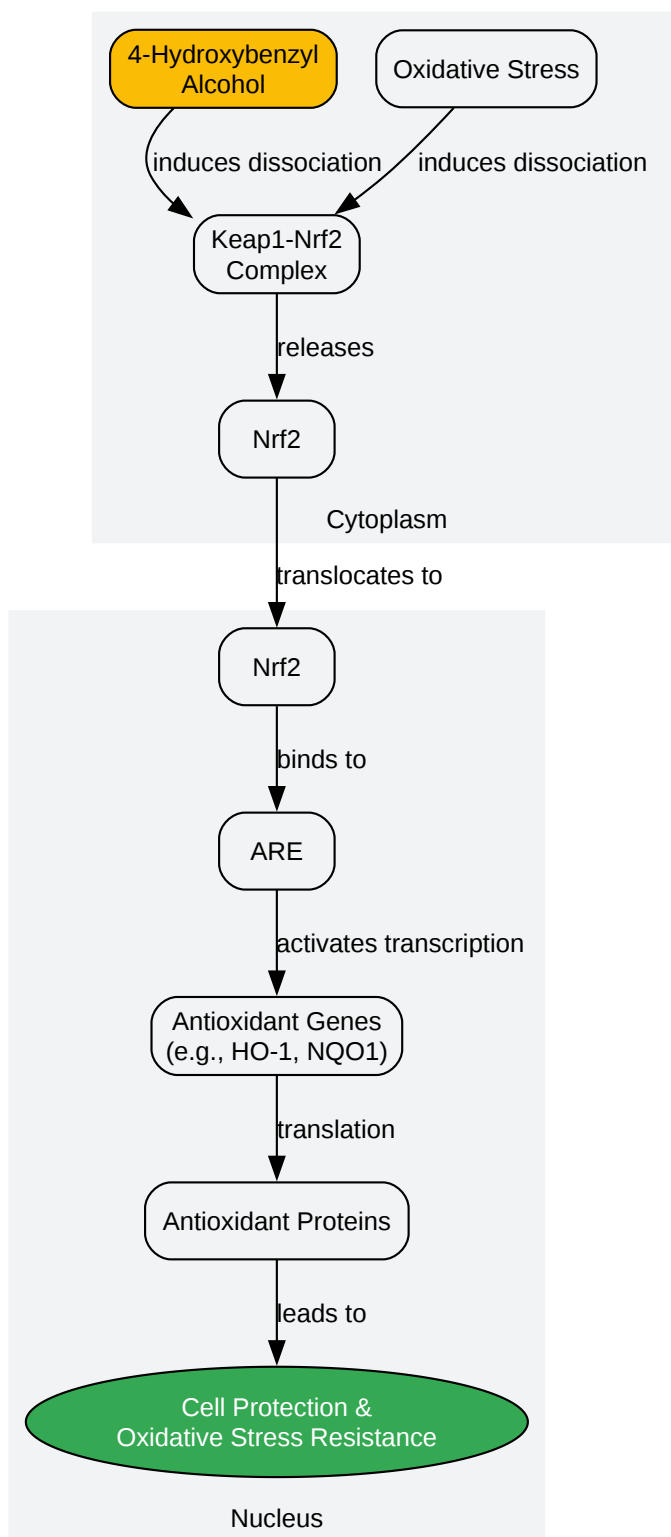 4-Hydroxybenzyl
Alcohol
Oxidative Stress
induces dissociation
induces dissociation
Keap1-Nrf2
Complex
releases
Nrf2
Cytoplasm
translocates to
Nrf2
binds to
ARE
activates transcription
Antioxidant Genes
(e.g., HO-1, NQO1)
translation
Antioxidant Proteins
leads to
Cell Protection &
Oxidative Stress Resistance
Nucleus